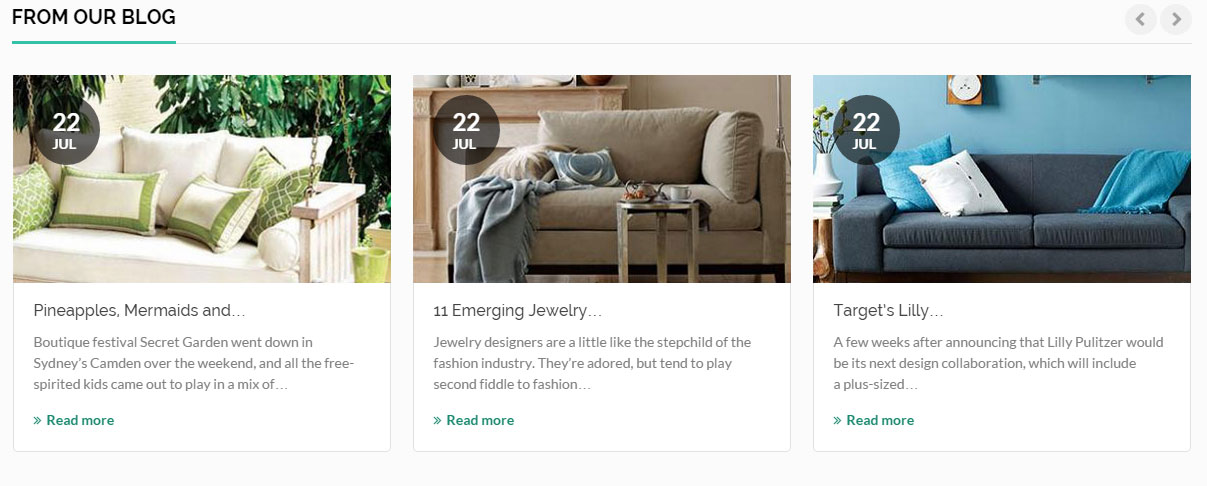 FROM OUR BLOG
22
JUL
Pineapples, Mermaids and…
Boutique festival Secret Garden went down in
Sydney’s Camden over the weekend, and all the free-
spirited kids came out to play in a mix of…
» Read more
22
JUL
11 Emerging Jewelry…
Jewelry designers are a little like the stepchild of the
fashion industry. They’re adored, but tend to play
second fiddle to fashion…
» Read more
22
JUL
Target's Lilly…
A few weeks after announcing that Lilly Pulitzer would
be its next design collaboration, which will include
a plus-sized…
» Read more